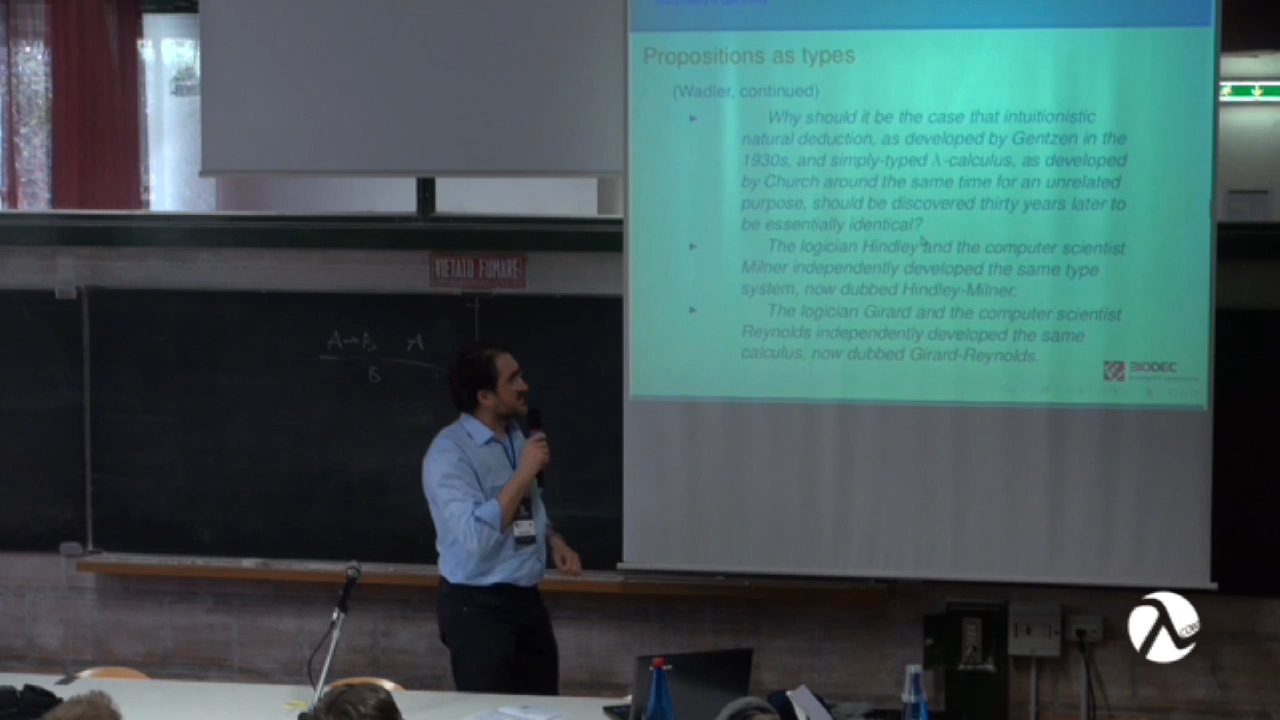 Propositions as types
(Wadler, continued)
Why should it be the case that intuitionistic
natural deduction, as developed by Gentzen in the
1930s, and simply-typed λ-calculus, as developed
by Church around the same time for an unrelated
purpose, should be discovered thirty years later to
be essentially identical?
The logician Hindley and the computer scientist
Milner independently developed the same type
system, now dubbed Hindley-Milner.
The logician Girard and the computer scientist
Reynolds independently developed the same
calculus, now dubbed Girard-Reynolds.
BIODEC
VIETATO FUMARE
A→B A
B
λCON